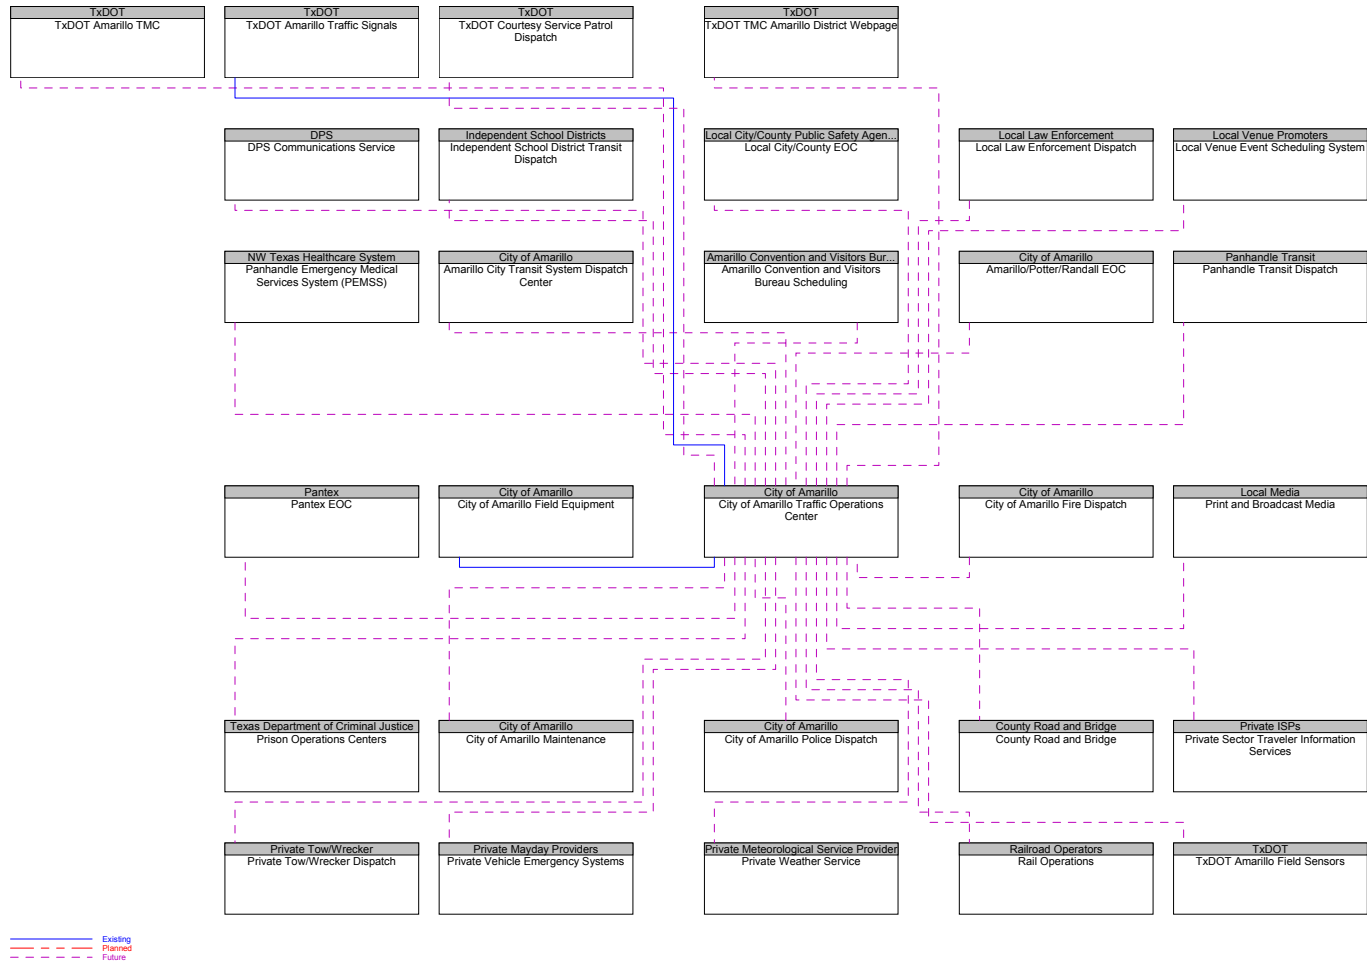 TxDOT
TxDOT Amarillo TMC
TxDOT
TxDOT Amarillo Traffic Signals
TxDOT
TxDOT Courtesy Service Patrol
Dispatch
TxDOT
TxDOT TMC Amarillo District Webpage
DPS
DPS Communications Service
Independent School Districts
Independent School District Transit
Dispatch
Local City/County Public Safety Agen...
Local City/County EOC
Local Law Enforcement
Local Law Enforcement Dispatch
Local Venue Promoters
Local Venue Event Scheduling System
NW Texas Healthcare System
Panhandle Emergency Medical
Services System (PEMSS)
City of Amarillo
Amarillo City Transit System Dispatch
Center
Amarillo Convention and Visitors Bur...
Amarillo Convention and Visitors
Bureau Scheduling
City of Amarillo
Amarillo/Potter/Randall EOC
Panhandle Transit
Panhandle Transit Dispatch
Pantex
Pantex EOC
City of Amarillo
City of Amarillo Field Equipment
City of Amarillo
City of Amarillo Traffic Operations
Center
City of Amarillo
City of Amarillo Fire Dispatch
Local Media
Print and Broadcast Media
Texas Department of Criminal Justice
Prison Operations Centers
City of Amarillo
City of Amarillo Maintenance
City of Amarillo
City of Amarillo Police Dispatch
County Road and Bridge
County Road and Bridge
Private ISPs
Private Sector Traveler Information
Services
Private Tow/Wrecker
Private Tow/Wrecker Dispatch
Private Mayday Providers
Private Vehicle Emergency Systems
Private Meteorological Service Provider
Private Weather Service
Railroad Operators
Rail Operations
TxDOT
TxDOT Amarillo Field Sensors
Existing
Planned
Future